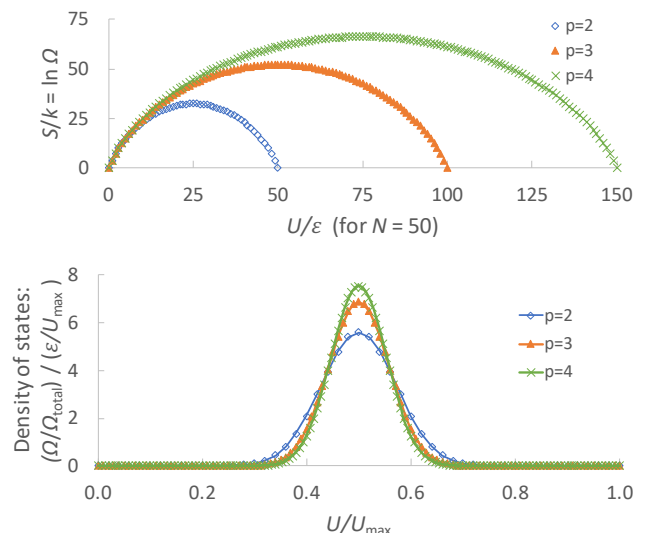 75
50
25
0
S/k = ln Ω
p=2
p=3
p=4
0 25 50 75 100 125 150
U/ε (for N = 50)
8
6
4
2
0
Density of states:
(Ω/Ωtotal) / (ε/Umax)
p=2
p=3
p=4
0.0 0.2 0.4 0.6 0.8 1.0
U/Umax